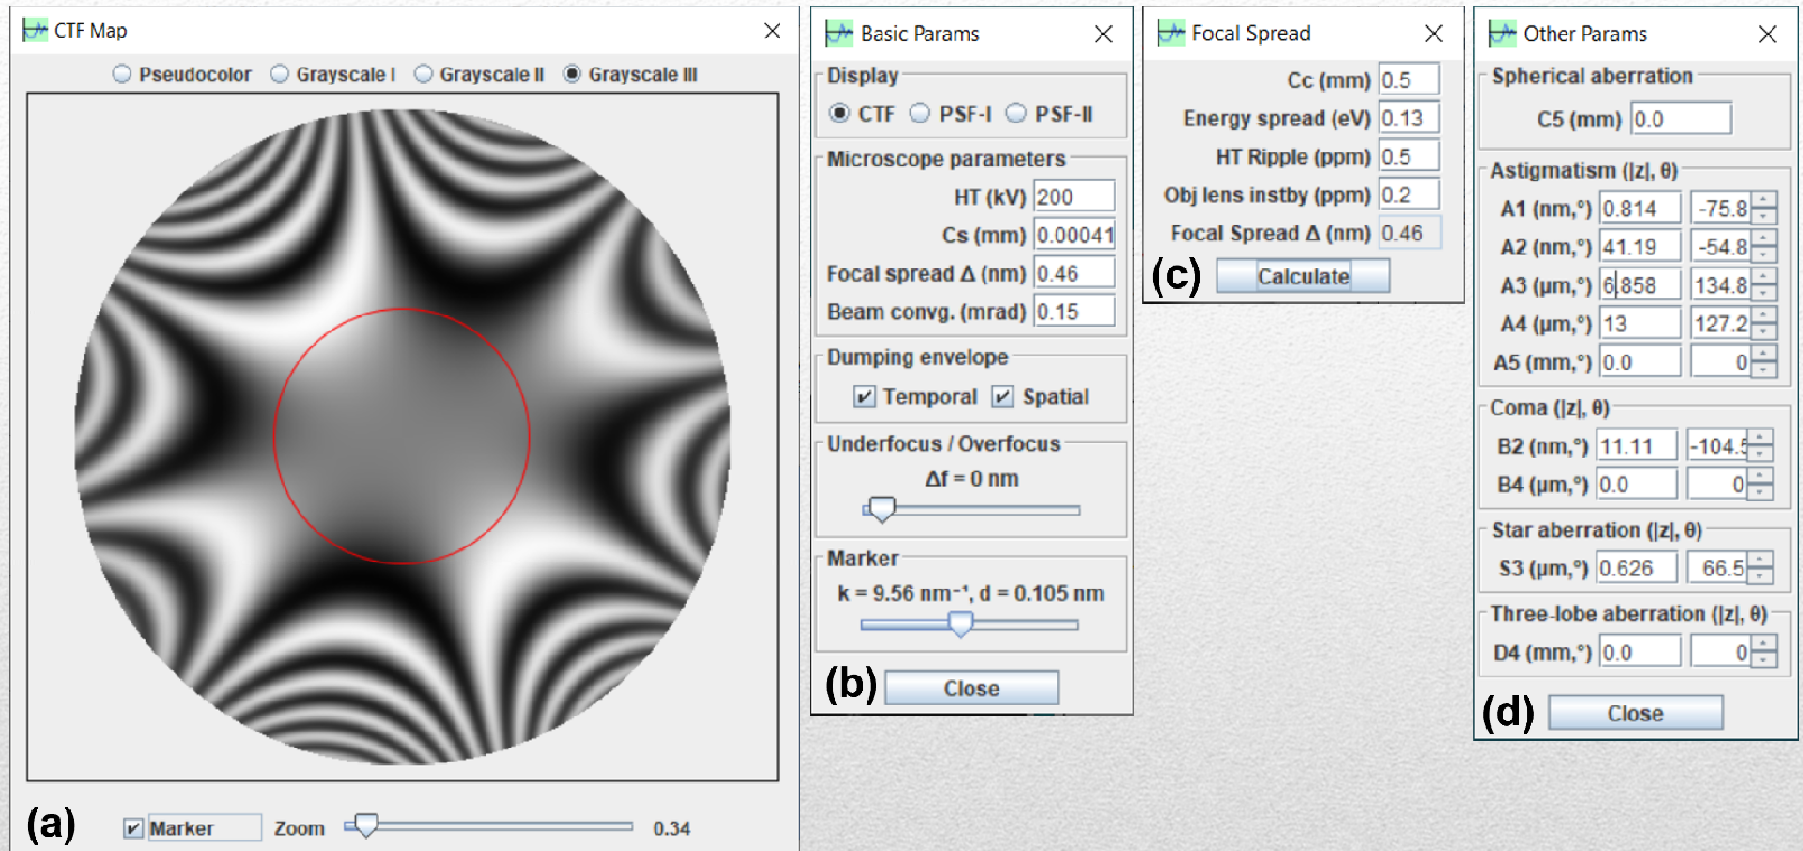 CTF Map
Pseudocolor Grayscale I Grayscale II Grayscale III
Marker Zoom 0.34
(a)
Basic Params
Display
CTF PSF-I PSF-II
Microscope parameters
HT (kV) 200
Cs (mm) 0.00041
Focal spread Δ (nm) 0.46
Beam convg. (mrad) 0.15
Dumping envelope
Temporal Spatial
Underfocus / Overfocus
Δf = 0 nm
Marker
k = 9.56 nm⁻¹, d = 0.105 nm
(b) Close
Focal Spread
Cc (mm) 0.5
Energy spread (eV) 0.13
HT Ripple (ppm) 0.5
Obj lens instby (ppm) 0.2
Focal Spread Δ (nm) 0.46
(c) Calculate
Other Params
Spherical aberration
C5 (mm) 0.0
Astigmatism (|z|, θ)
A1 (nm,°) 0.814 -75.8
A2 (nm,°) 41.19 -54.8
A3 (μm,°) 6.858 134.8
A4 (μm,°) 13 127.2
A5 (mm,°) 0.0 0
Coma (|z|, θ)
B2 (nm,°) 11.11 -104.5
B4 (μm,°) 0.0 0
Star aberration (|z|, θ)
S3 (μm,°) 0.626 66.5
Three-lobe aberration (|z|, θ)
D4 (mm,°) 0.0 0
(d) Close